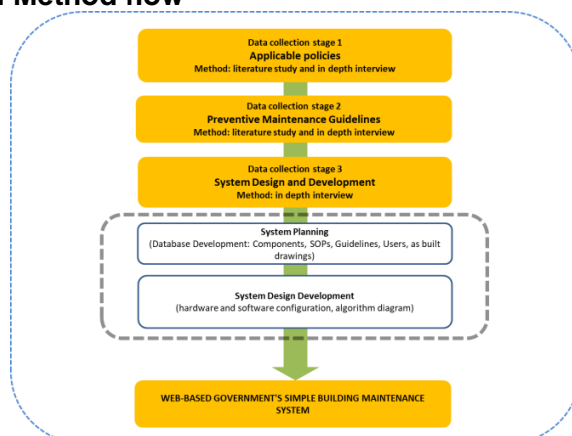 Method flow
Data collection stage 1
Applicable policies
Method: literature study and in depth interview
Data collection stage 2
Preventive Maintenance Guidelines
Method: literature study and in depth interview
Data collection stage 3
System Design and Development
Method: in depth interview
System Planning
(Database Development: Components, SOPs, Guidelines, Users, as built
drawings)
System Design Development
(hardware and software configuration, algorithm diagram)
WEB-BASED GOVERNMENT'S SIMPLE BUILDING MAINTENANCE
SYSTEM